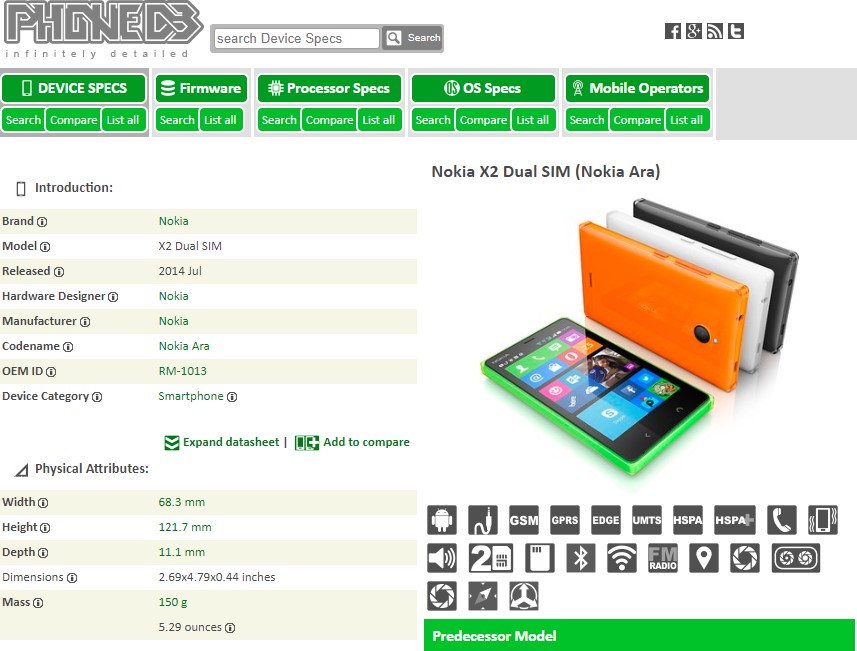 PHONEDB
infinitely detailed
search Device Specs
Search
DEVICE SPECS
Search Compare List all
Firmware
Search List all
Processor Specs
Search Compare List all
OS Specs
Search Compare List all
Mobile Operators
Search Compare List all
Introduction:
Brand Nokia
Model X2 Dual SIM
Released 2014 Jul
Hardware Designer Nokia
Manufacturer Nokia
Codename Nokia Ara
OEM ID RM-1013
Device Category Smartphone
Expand datasheet | Add to compare
Physical Attributes:
Width 68.3 mm
Height 121.7 mm
Depth 11.1 mm
Dimensions 2.69x4.79x0.44 inches
Mass 150 g
5.29 ounces
Nokia X2 Dual SIM (Nokia Ara)
GSM GPRS EDGE UMTS HSPA HSPA+
2 FM RADIO
Predecessor Model